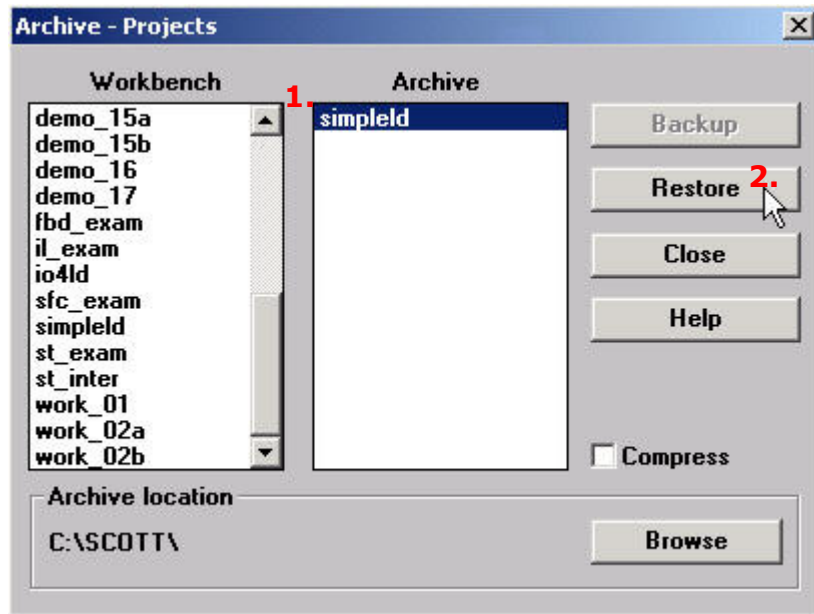 Archive - Projects
Workbench
Archive
1.
demo_15a
demo_15b
demo_16
demo_17
fbd_exam
il_exam
io4ld
sfc_exam
simpleld
st_exam
st_inter
work_01
work_02a
work_02b
simpleld
Backup
Restore
2.
Close
Help
Compress
Archive location
C:\SCOTT\
Browse